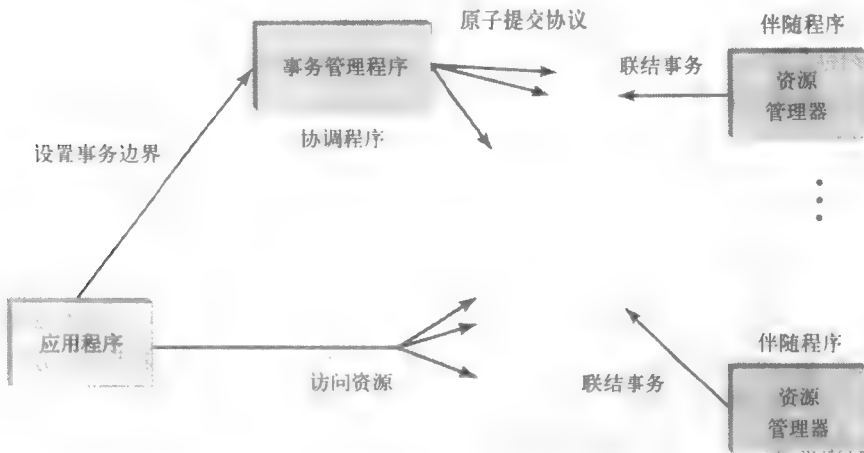 原子提交协议
伴随程序
事务管理程序
联结事务
资源
管理器
协调程序
设置事务边界
应用程序
伴随程序
访问资源
联结事务
资源
管理器